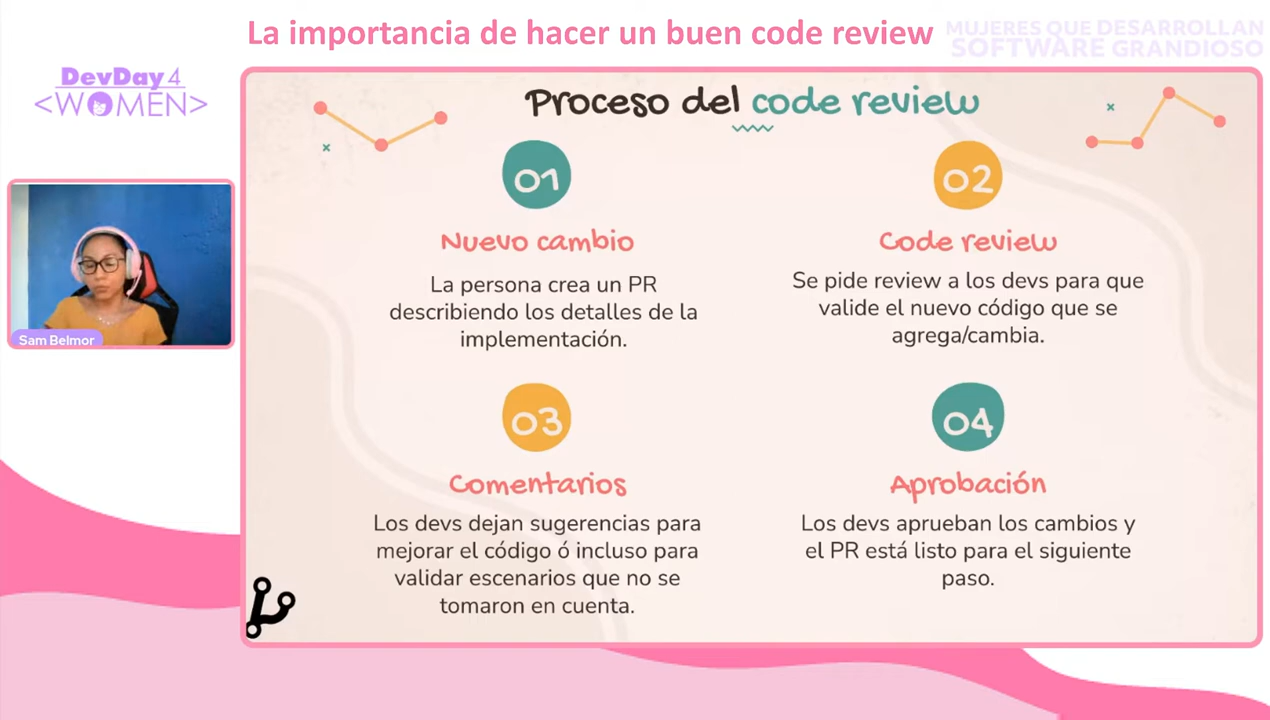 La importancia de hacer un buen code review
MUJERES QUE DESARROLLAN
SOFTWARE GRANDIOSO
DevDay 4
<WOMEN>
Sam Belmor
Proceso del code review
01
Nuevo cambio
La persona crea un PR
describiendo los detalles de la
implementación.
02
Code review
Se pide review a los devs para que
valide el nuevo código que se
agrega/cambia.
03
Comentarios
Los devs dejan sugerencias para
mejorar el código ó incluso para
validar escenarios que no se
tomaron en cuenta.
04
Aprobación
Los devs aprueban los cambios y
el PR está listo para el siguiente
paso.